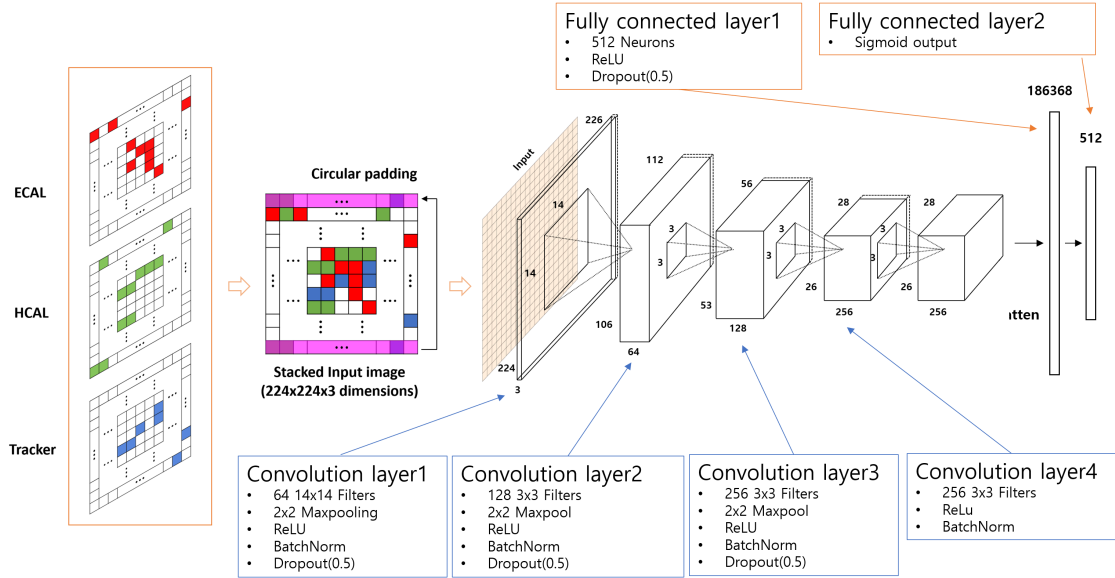 Fully connected layer1
• 512 Neurons
• ReLU
• Dropout(0.5)
Fully connected layer2
• Sigmoid output
ECAL
HCAL
Tracker
Circular padding
Stacked Input image
(224x224x3 dimensions)
Input
226
14
14
224
3
112
3
3
106
64
56
3
3
53
128
28
3
3
26
256
28
26
256
186368
512
atten
Convolution layer1
• 64 14x14 Filters
• 2x2 Maxpooling
• ReLU
• BatchNorm
• Dropout(0.5)
Convolution layer2
• 128 3x3 Filters
• 2x2 Maxpool
• ReLU
• BatchNorm
• Dropout(0.5)
Convolution layer3
• 256 3x3 Filters
• 2x2 Maxpool
• ReLU
• BatchNorm
• Dropout(0.5)
Convolution layer4
• 256 3x3 Filters
• ReLu
• BatchNorm